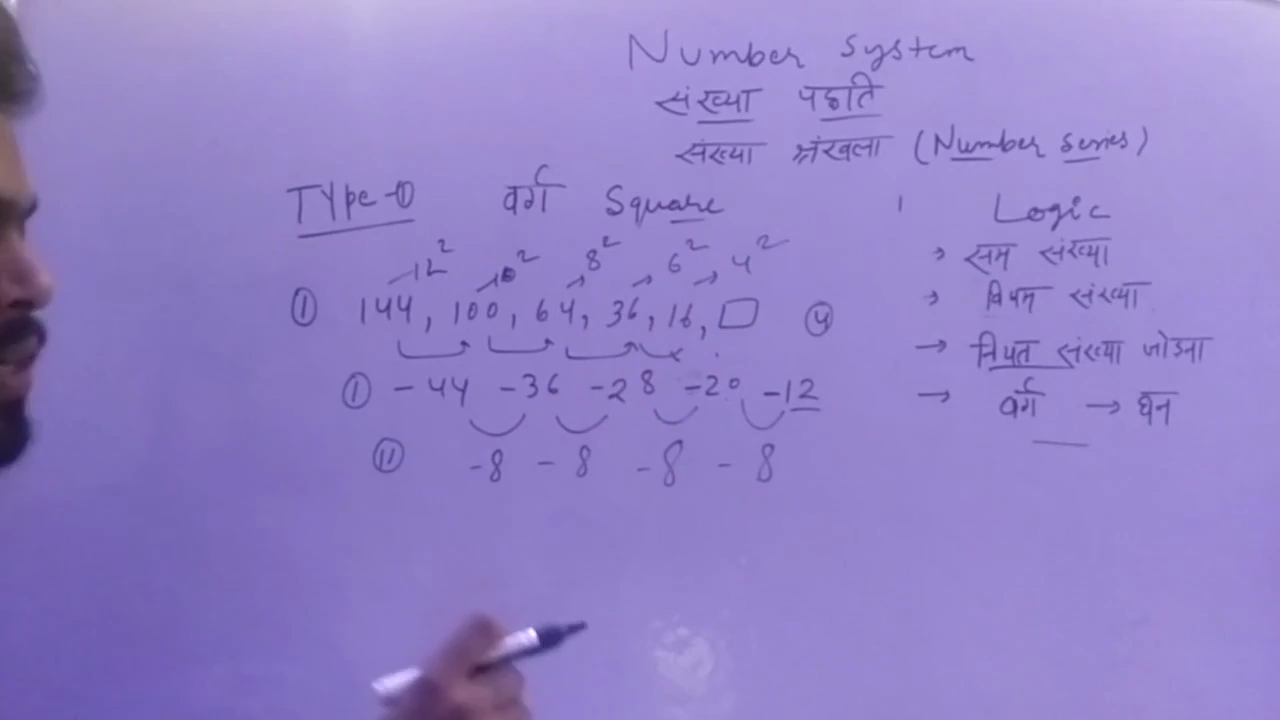 Number System
संख्या पद्धति
संख्या श्रंखला (Number Series)
Type-① वर्ग Square
12² 10² 8² 6² 4²
① 144, 100, 64, 36, 16, □ ④
① -44 -36 -28 -20 -12
⑪ -8 -8 -8 -8
Logic
→ सम संख्या
→ विषम संख्या
→ नियत संख्या जोडना
→ वर्ग → घन